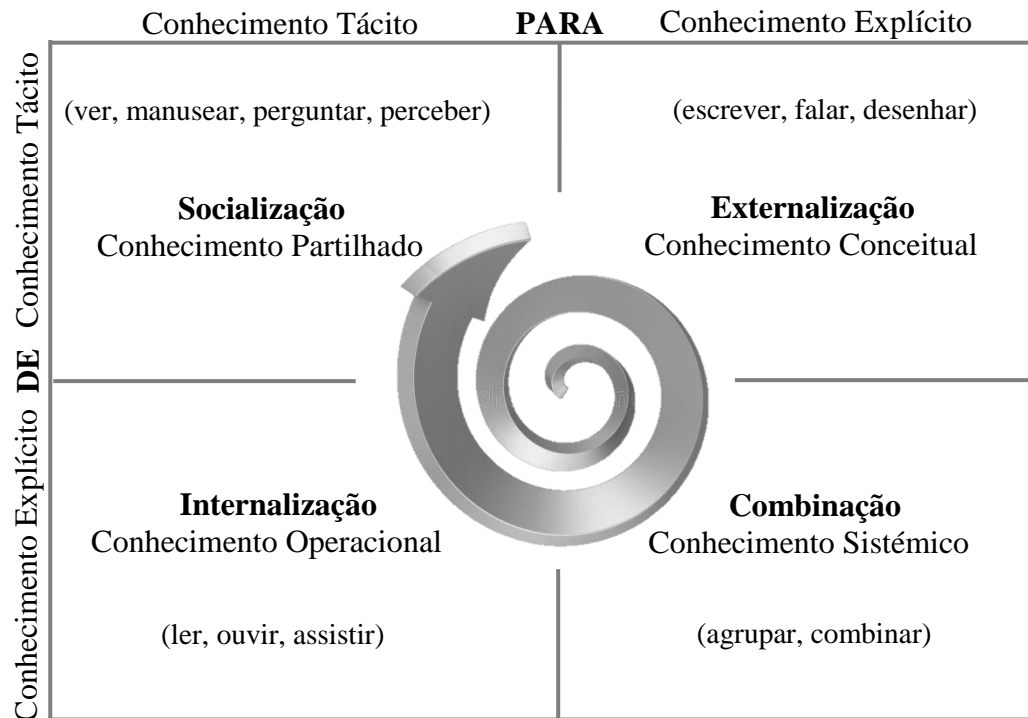 Conhecimento Tácito PARA Conhecimento Explícito
Conhecimento Explícito DE Conhecimento Tácito
(ver, manusear, perguntar, perceber)
(escrever, falar, desenhar)
Socialização
Conhecimento Partilhado
Externalização
Conhecimento Conceitual
Internalização
Conhecimento Operacional
Combinação
Conhecimento Sistémico
(ler, ouvir, assistir)
(agrupar, combinar)